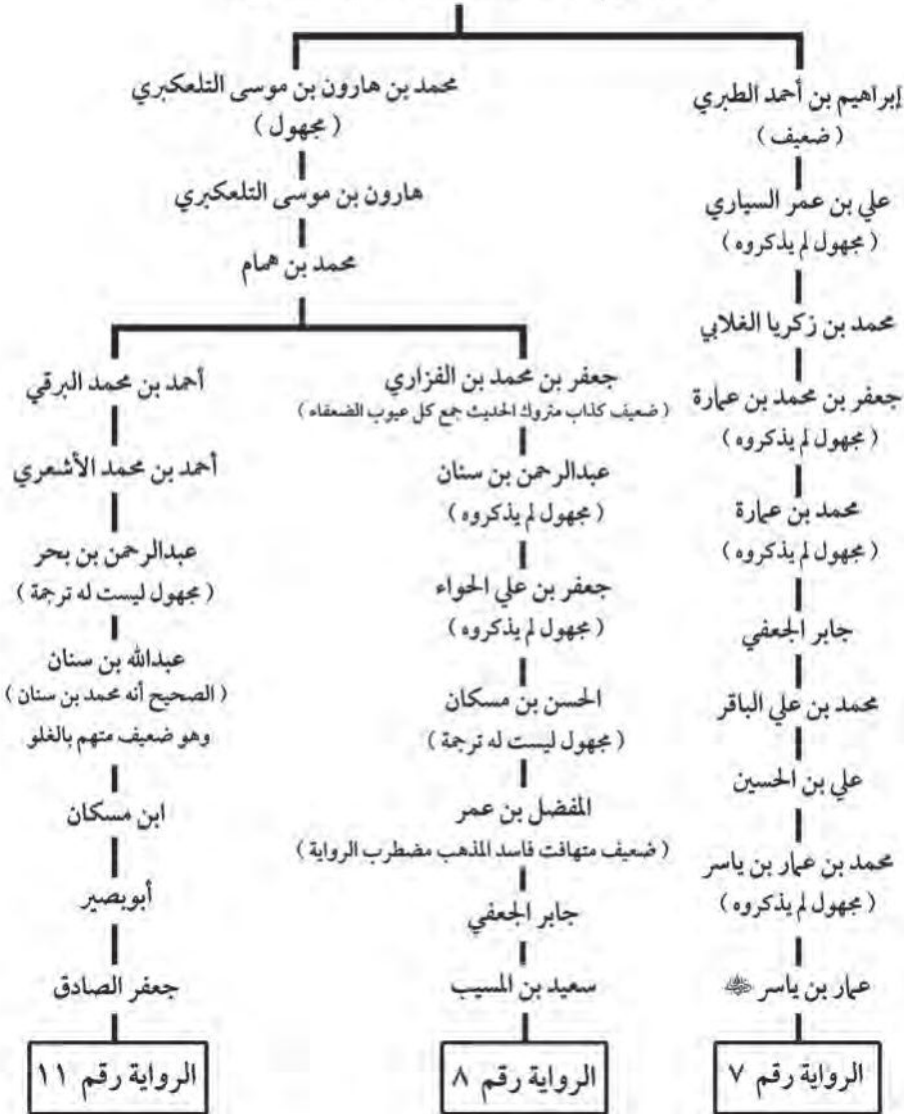 إبراهيم بن أحمد الطبري
( ضعيف )
علي بن عمر السياري
( مجهول لم يذكروه )
محمد بن زكريا الغلابي
جعفر بن محمد بن عمارة
( مجهول لم يذكروه )
محمد بن عمارة
( مجهول لم يذكروه )
جابر الجعفي
محمد بن علي الباقر
علي بن الحسين
محمد بن عمار بن ياسر
( مجهول لم يذكروه )
عمار بن ياسر ﷺ
الرواية رقم ٧
محمد بن هارون بن موسى التلعكبري
( مجهول )
هارون بن موسى التلعكبري
محمد بن همام
جعفر بن محمد بن الفزاري
( ضعيف كذاب متروك الحديث جمع كل عيوب الضعفاء )
عبدالرحمن بن سنان
( مجهول لم يذكروه )
جعفر بن علي الحواء
( مجهول لم يذكروه )
الحسن بن مسكان
( مجهول ليست له ترجمة )
المفضل بن عمر
( ضعيف متهافت فاسد المذهب مضطرب الرواية )
جابر الجعفي
سعيد بن المسيب
الرواية رقم ٨
أحمد بن محمد البرقي
أحمد بن محمد الأشعري
عبدالرحمن بن بحر
( مجهول ليست له ترجمة )
عبدالله بن سنان
( الصحيح أنه محمد بن سنان )
وهو ضعيف متهم بالغلو
ابن مسكان
أبوبصير
جعفر الصادق
الرواية رقم ١١